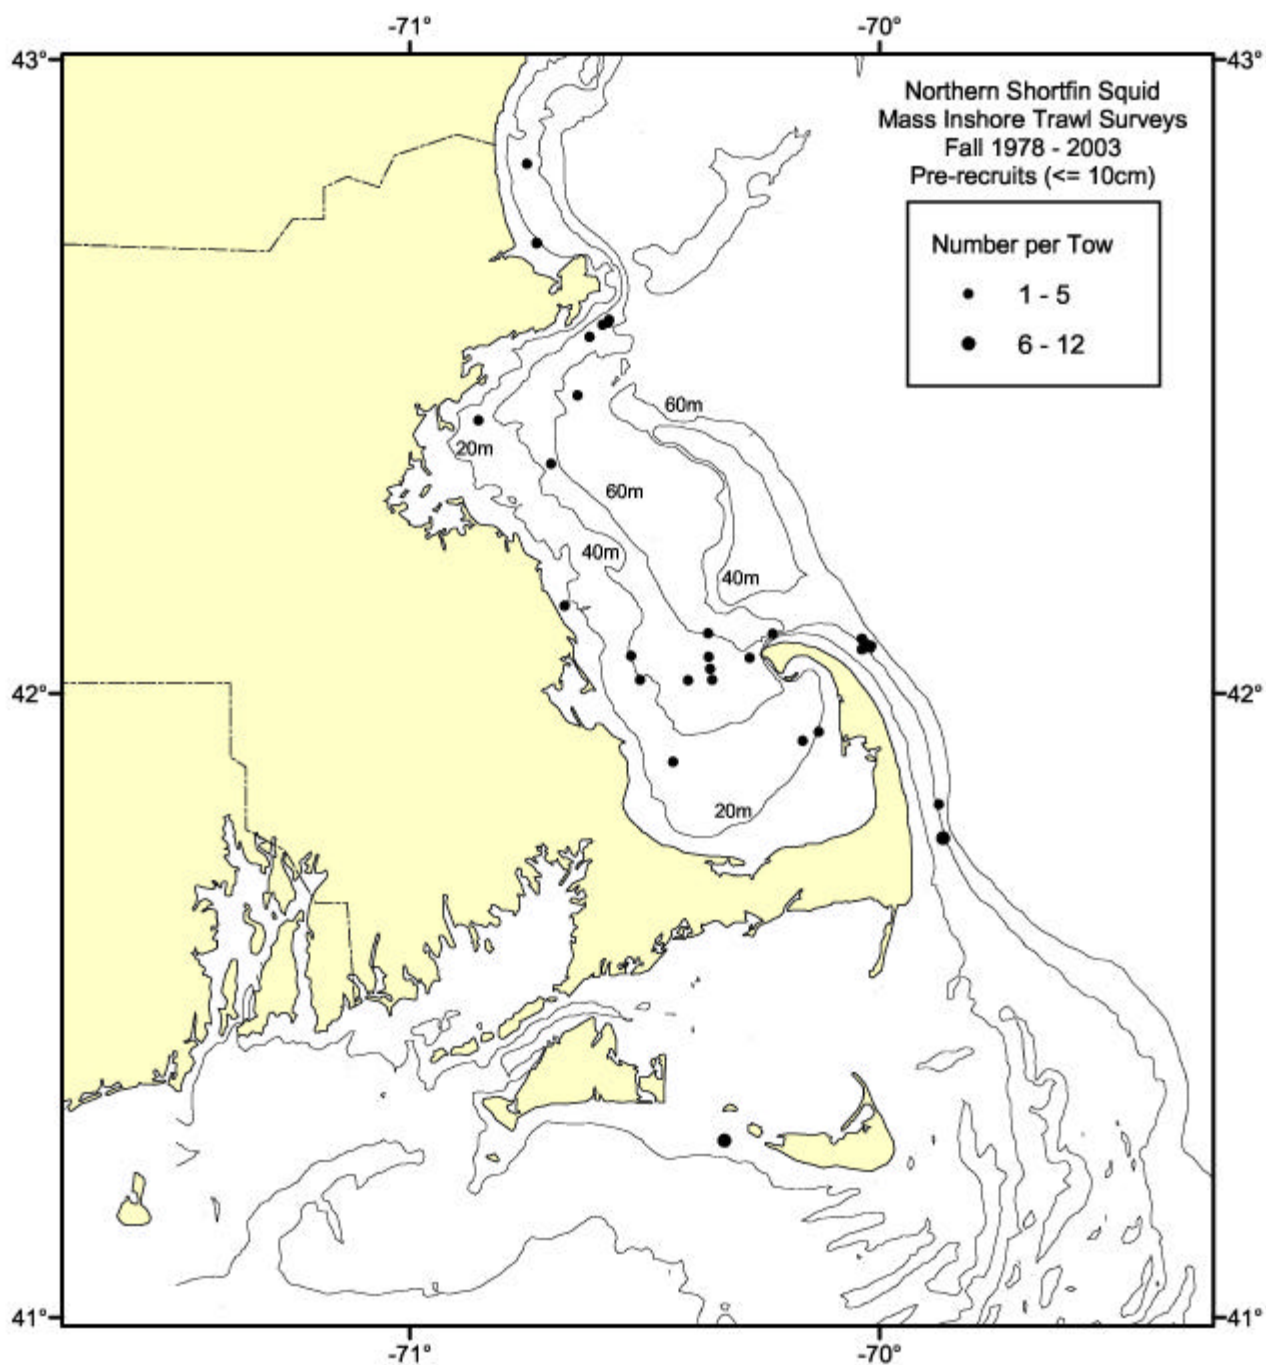 -71°
-70°
43°
43°
Northern Shortfin Squid
Mass Inshore Trawl Surveys
Fall 1978 - 2003
Pre-recruits (<= 10cm)
Number per Tow
1 - 5
6 - 12
60m
20m
60m
40m
40m
42°
42°
20m
41°
41°
-71°
-70°